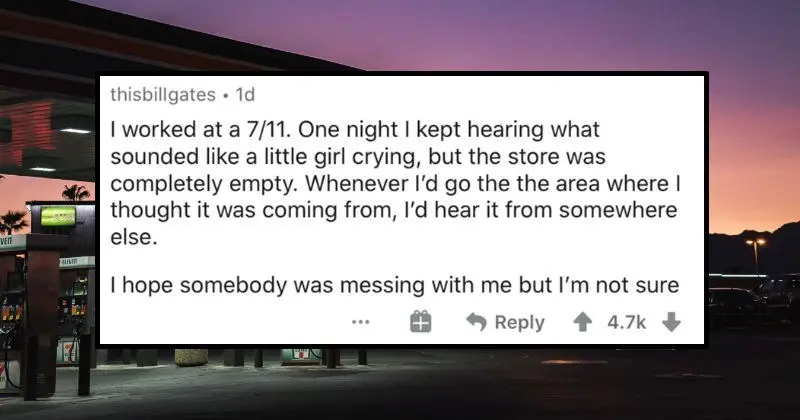 thisbillgates • 1d
I worked at a 7/11. One night I kept hearing what
sounded like a little girl crying, but the store was
completely empty. Whenever I'd go the the area where I
thought it was coming from, I'd hear it from somewhere
else.
I hope somebody was messing with me but I'm not sure
... Reply 4.7k